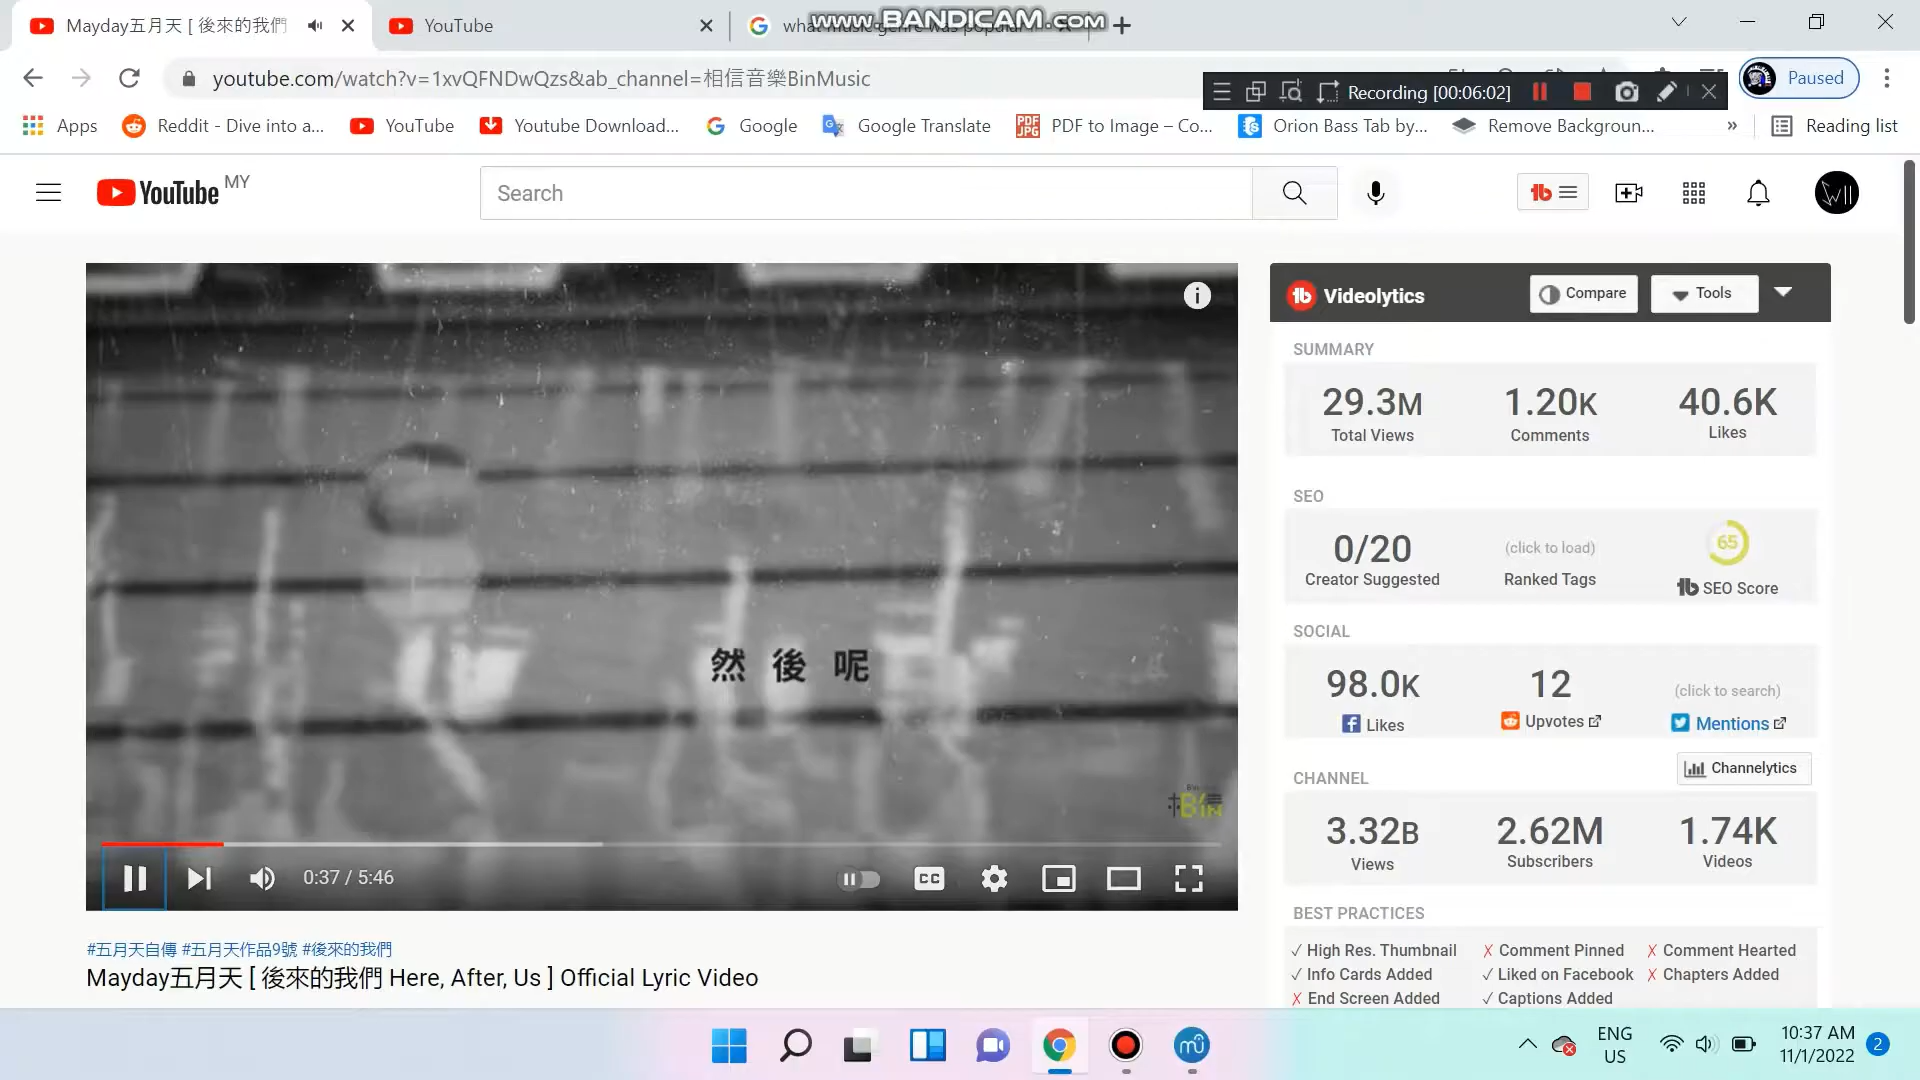 Mayday五月天 [ 後來的我們
YouTube
what music genre was popular
www.BANDICAM.com
youtube.com/watch?v=1xvQFNDwQzs&ab_channel=相信音樂BinMusic
Recording [00:06:02]
Paused
Apps
Reddit - Dive into a...
YouTube
Youtube Download...
Google
Google Translate
PDF to Image – Co...
Orion Bass Tab by...
Remove Backgroun...
»
Reading list
YouTube MY
Search
Videolytics
Compare
Tools
SUMMARY
29.3M
1.20K
40.6K
Total Views
Comments
Likes
SEO
0/20
(click to load)
65
Creator Suggested
Ranked Tags
SEO Score
SOCIAL
98.0K
12
(click to search)
Likes
Upvotes
Mentions
CHANNEL
Channelytics
3.32B
2.62M
1.74K
Views
Subscribers
Videos
BEST PRACTICES
✓ High Res. Thumbnail
✗ Comment Pinned
✗ Comment Hearted
✓ Info Cards Added
✓ Liked on Facebook
✗ Chapters Added
✗ End Screen Added
✓ Captions Added
然後呢
0:37 / 5:46
CC
#五月天自傳 #五月天作品9號 #後來的我們
Mayday五月天 [ 後來的我們 Here, After, Us ] Official Lyric Video
ENG
US
10:37 AM
11/1/2022
2